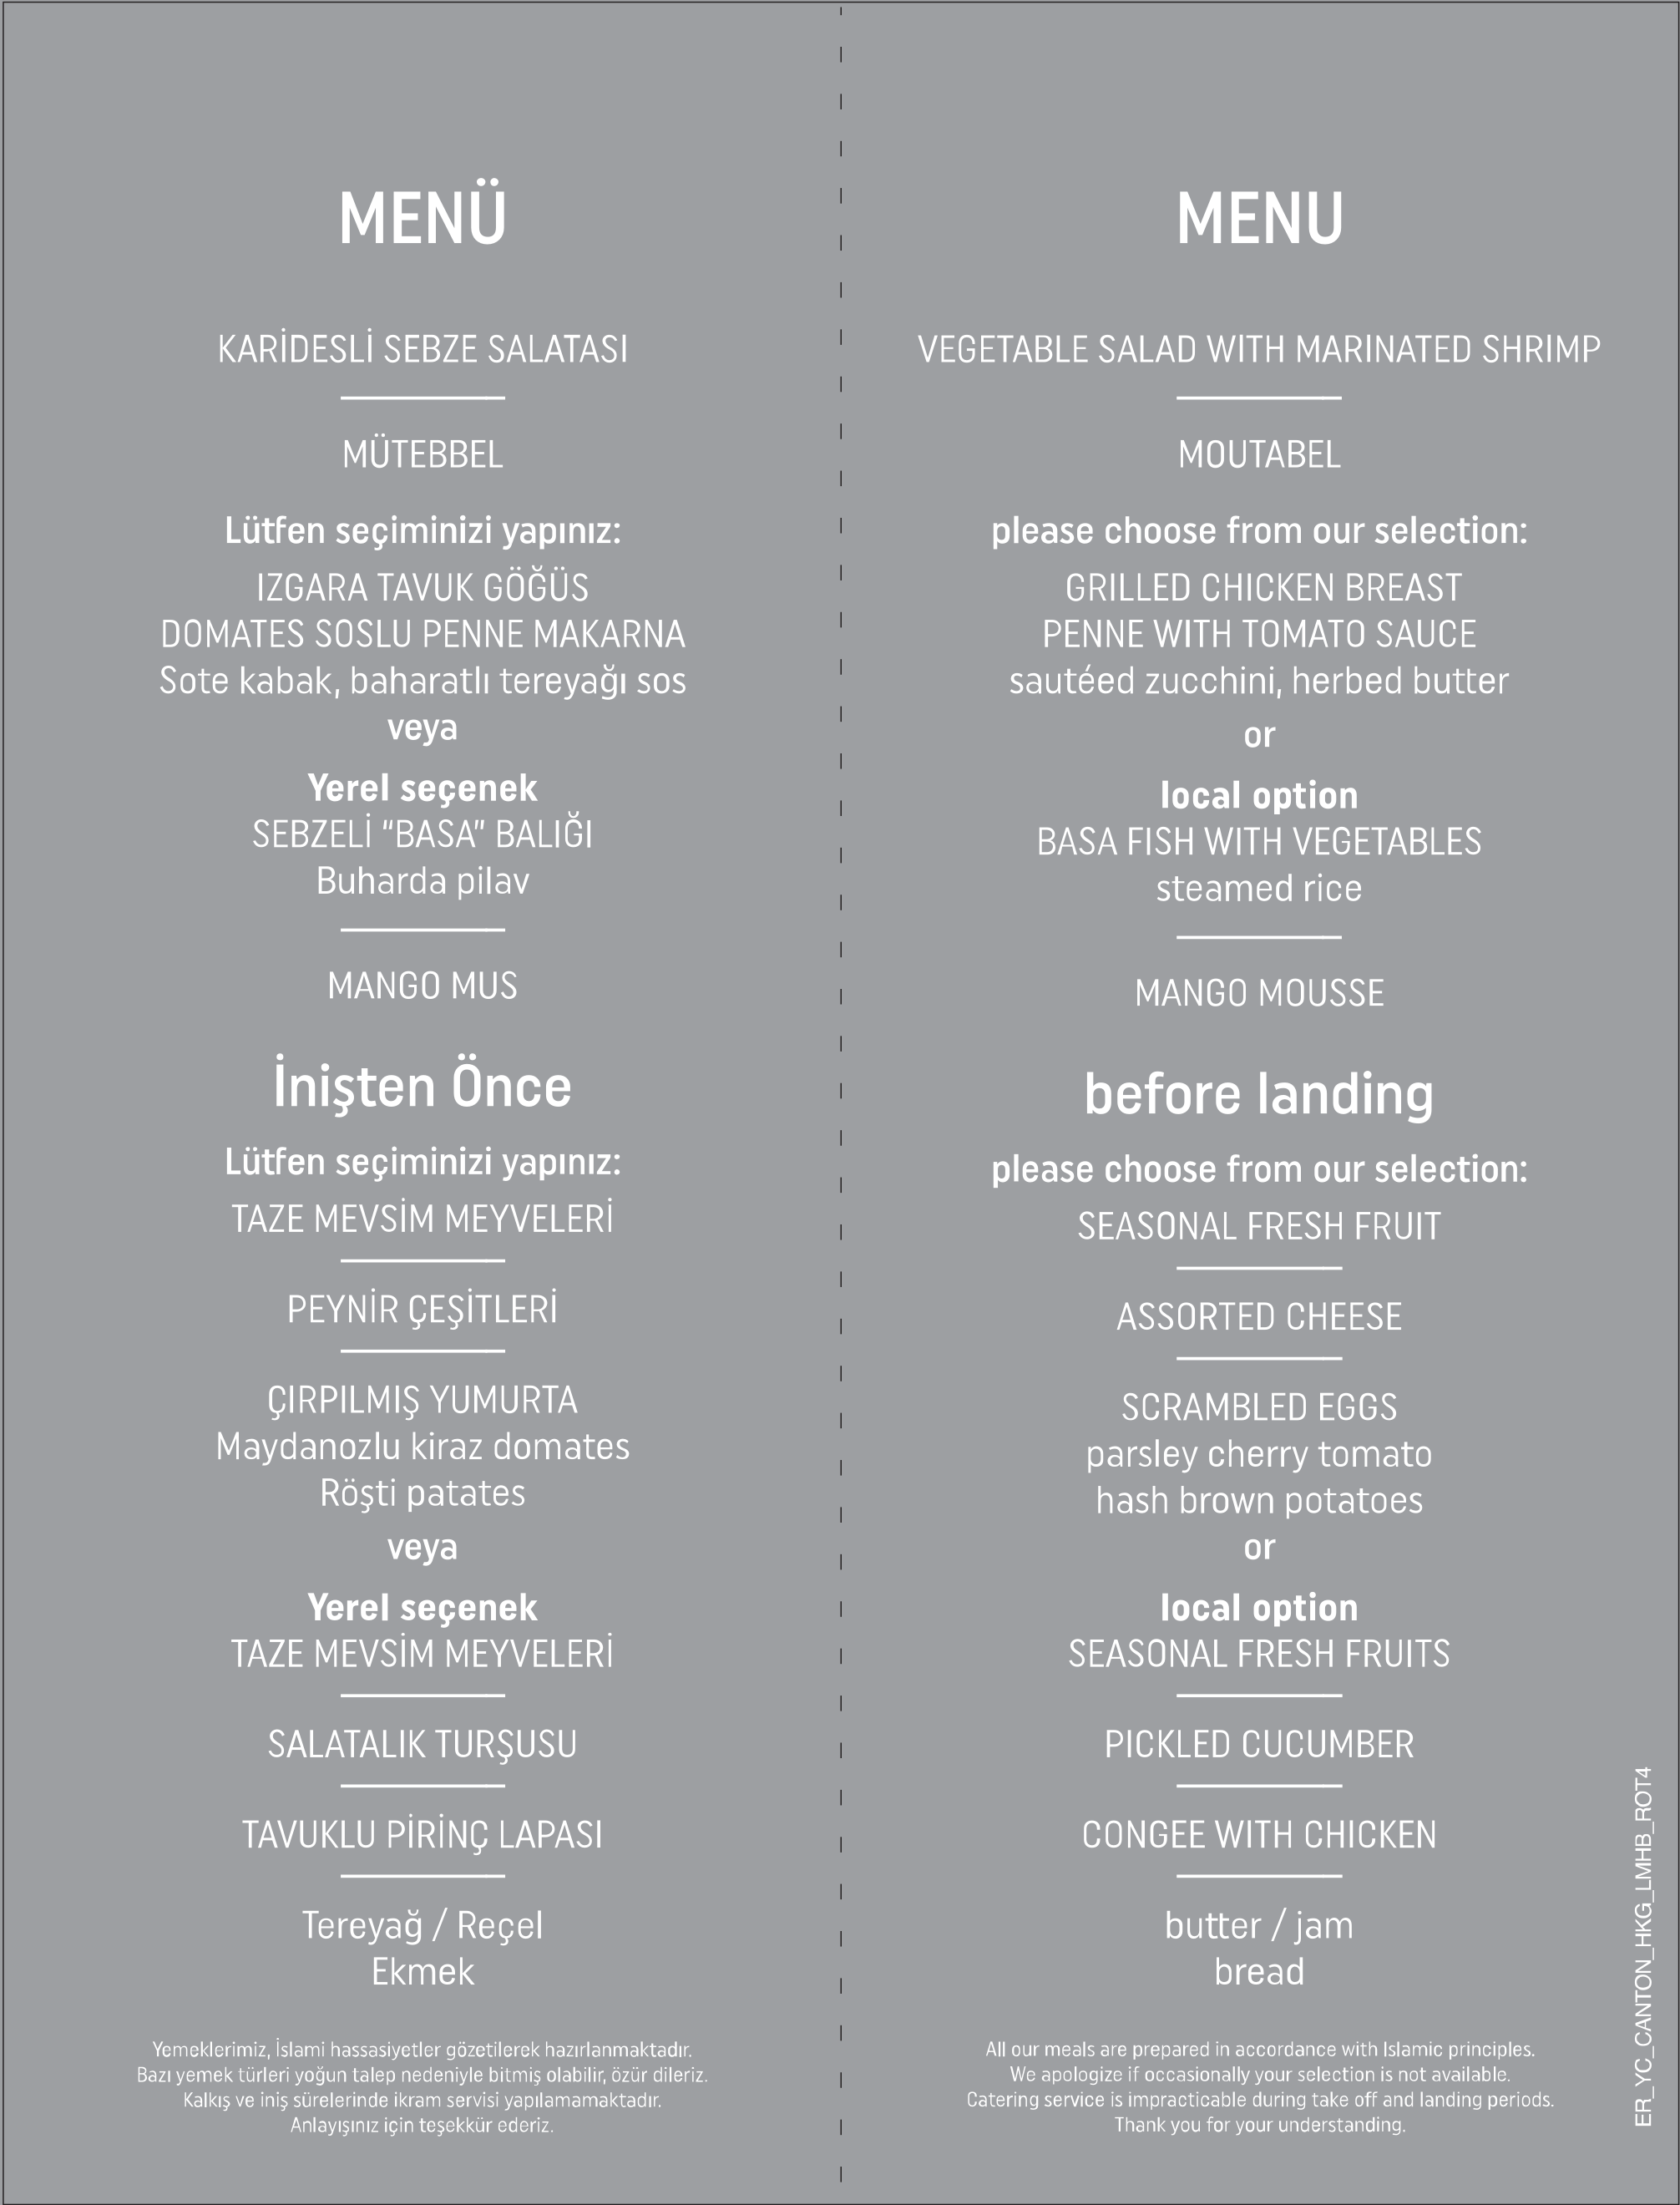 MENÜ
KARİDESLİ SEBZE SALATASI
MÜTEBBEL
Lütfen seçiminizi yapınız:
IZGARA TAVUK GÖĞÜS
DOMATES SOSLU PENNE MAKARNA
Sote kabak, baharatlı tereyağı sos
veya
Yerel seçenek
SEBZELİ “BASA” BALIĞI
Buharda pilav
MANGO MUS
İnişten Önce
Lütfen seçiminizi yapınız:
TAZE MEVSİM MEYVELERİ
PEYNİR ÇEŞİTLERİ
ÇIRPILMIŞ YUMURTA
Maydanozlu kiraz domates
Röşti patates
veya
Yerel seçenek
TAZE MEVSİM MEYVELERİ
SALATALIK TURŞUSU
TAVUKLU PİRİNÇ LAPASI
Tereyağ / Reçel
Ekmek
Yemeklerimiz, İslami hassasiyetler gözetilerek hazırlanmaktadır.
Bazı yemek türleri yoğun talep nedeniyle bitmiş olabilir, özür dileriz.
Kalkış ve iniş sürelerinde ikram servisi yapılamamaktadır.
Anlayışınız için teşekkür ederiz.
MENU
VEGETABLE SALAD WITH MARINATED SHRIMP
MOUTABEL
please choose from our selection:
GRILLED CHICKEN BREAST
PENNE WITH TOMATO SAUCE
sautéed zucchini, herbed butter
or
local option
BASA FISH WITH VEGETABLES
steamed rice
MANGO MOUSSE
before landing
please choose from our selection:
SEASONAL FRESH FRUIT
ASSORTED CHEESE
SCRAMBLED EGGS
parsley cherry tomato
hash brown potatoes
or
local option
SEASONAL FRESH FRUITS
PICKLED CUCUMBER
CONGEE WITH CHICKEN
butter / jam
bread
All our meals are prepared in accordance with Islamic principles.
We apologize if occasionally your selection is not available.
Catering service is impracticable during take off and landing periods.
Thank you for your understanding.
ER_YC_CANTON_HKG_LMHB_ROT4